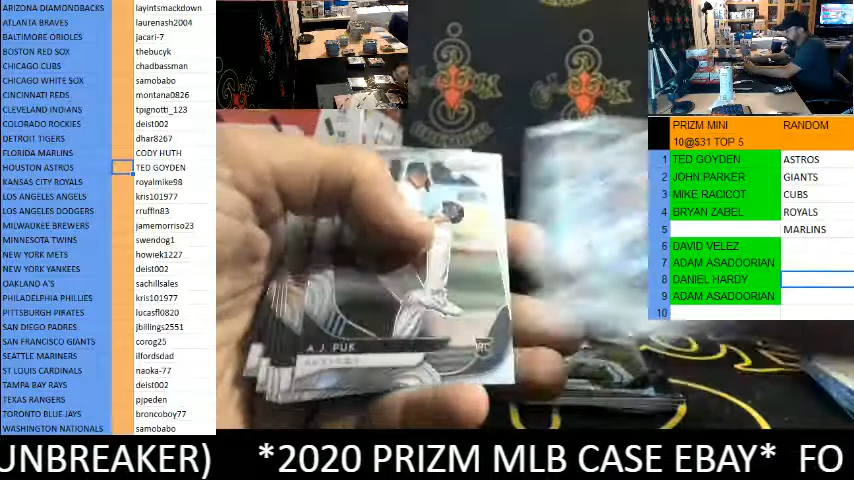 ARIZONA DIAMONDBACKS layintsmackdown
ATLANTA BRAVES laurenash2004
BALTIMORE ORIOLES jacari-7
BOSTON RED SOX thebucyk
CHICAGO CUBS chadbassman
CHICAGO WHITE SOX samobabo
CINCINNATI REDS montana0826
CLEVELAND INDIANS tpignotti_123
COLORADO ROCKIES deist002
DETROIT TIGERS dhar8267
FLORIDA MARLINS CODY HUTH
HOUSTON ASTROS TED GOYDEN
KANSAS CITY ROYALS royalmike98
LOS ANGELES ANGELS kris101977
LOS ANGELES DODGERS rruffin83
MILWAUKEE BREWERS jamemorriso23
MINNESOTA TWINS swendog1
NEW YORK METS howiek1227
NEW YORK YANKEES deist002
OAKLAND A'S sachillsales
PHILADELPHIA PHILLIES kris101977
PITTSBURGH PIRATES lucasfl0820
SAN DIEGO PADRES jbillings2551
SAN FRANCISCO GIANTS corog25
SEATTLE MARINERS ilfordsdad
ST LOUIS CARDINALS naoka-77
TAMPA BAY RAYS deist002
TEXAS RANGERS pjpeden
TORONTO BLUE JAYS broncoboy77
WASHINGTON NATIONALS samobabo
A.J. PUK
RC
PRIZM MINI RANDOM
10@$31 TOP 5
1 TED GOYDEN ASTROS
2 JOHN PARKER GIANTS
3 MIKE RACICOT CUBS
4 BRYAN ZABEL ROYALS
5 MARLINS
6 DAVID VELEZ
7 ADAM ASADOORIAN
8 DANIEL HARDY
9 ADAM ASADOORIAN
10
UNBREAKER) *2020 PRIZM MLB CASE EBAY* FO